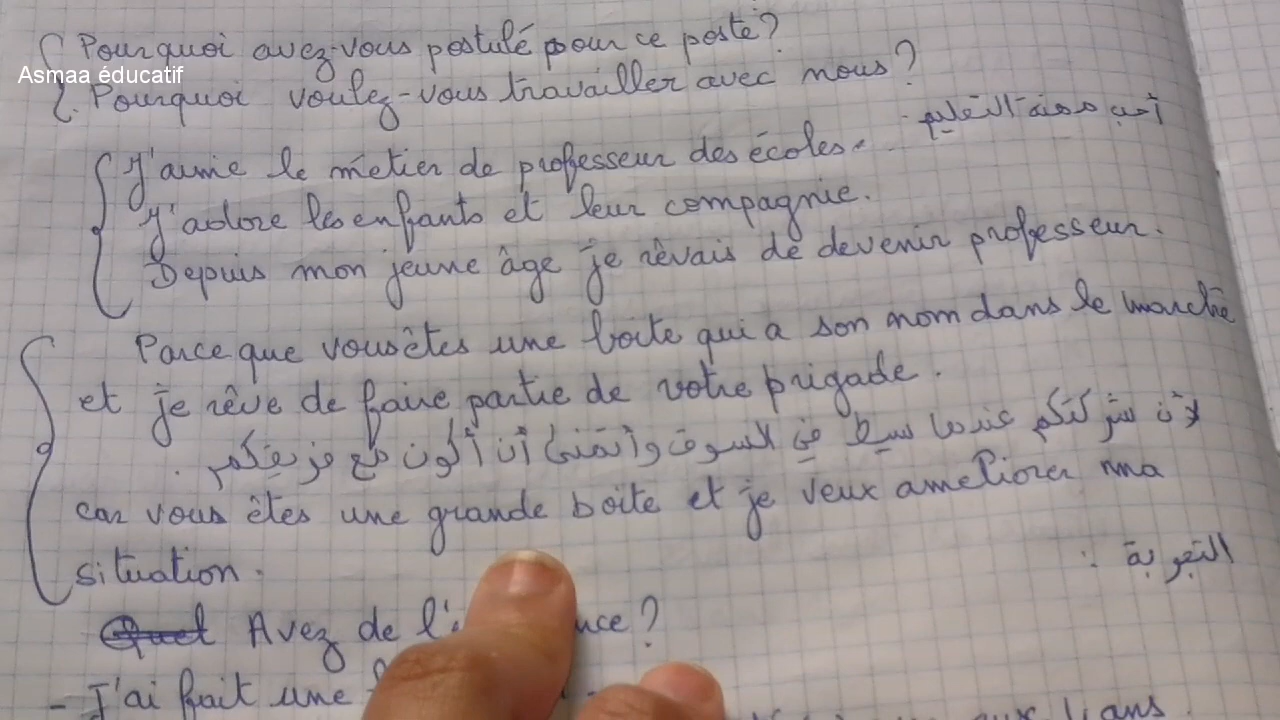 Pourquoi avez-vous postulé pour ce poste?
Asmaa éducatif
2. Pourquoi voulez-vous travailler avec nous?
أحب مهنة التعليم.
J'aime le métier de professeur des écoles.
J'adore les enfants et leur compagnie.
Depuis mon jeune âge je rêvais de devenir professeur.
Parce que vous êtes une boite qui a son nom dans le marché
et je rêve de faire partie de votre brigade.
لأن شركتكم عندها سيط في السوق وأتمنى أن أكون مع فريقكم.
car vous êtes une grande boite et je veux ameliorer ma
situation.
التجربة:
Avez de l'
- J'ai fait une
ans.